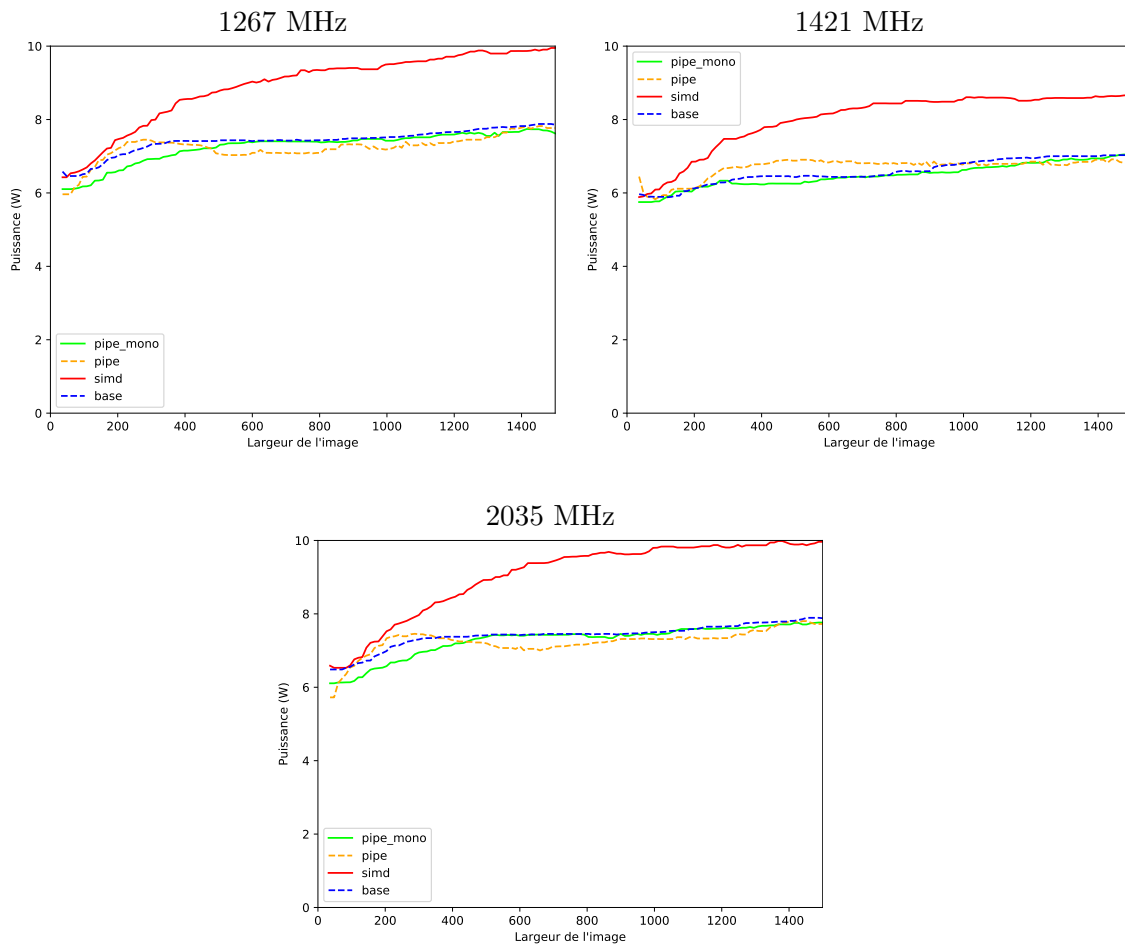 1267 MHz
10
8
6
4
2
0
Puissance (W)
pipe_mono
pipe
simd
base
0 200 400 600 800 1000 1200 1400
Largeur de l'image
1421 MHz
10
8
6
4
2
0
Puissance (W)
pipe_mono
pipe
simd
base
0 200 400 600 800 1000 1200 1400
Largeur de l'image
2035 MHz
10
8
6
4
2
0
Puissance (W)
pipe_mono
pipe
simd
base
0 200 400 600 800 1000 1200 1400
Largeur de l'image